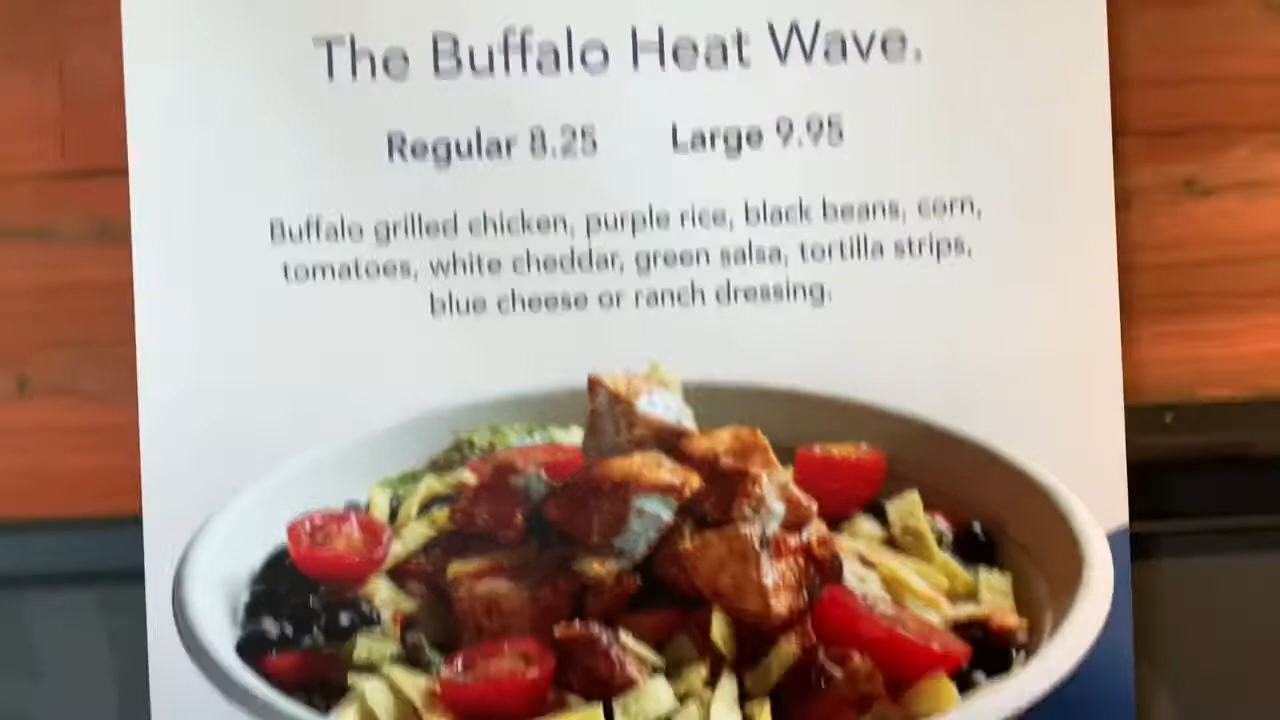 The Buffalo Heat Wave.
Regular 8.25 Large 9.95
Buffalo grilled chicken, purple rice, black beans, corn,
tomatoes, white cheddar, green salsa, tortilla strips,
blue cheese or ranch dressing.